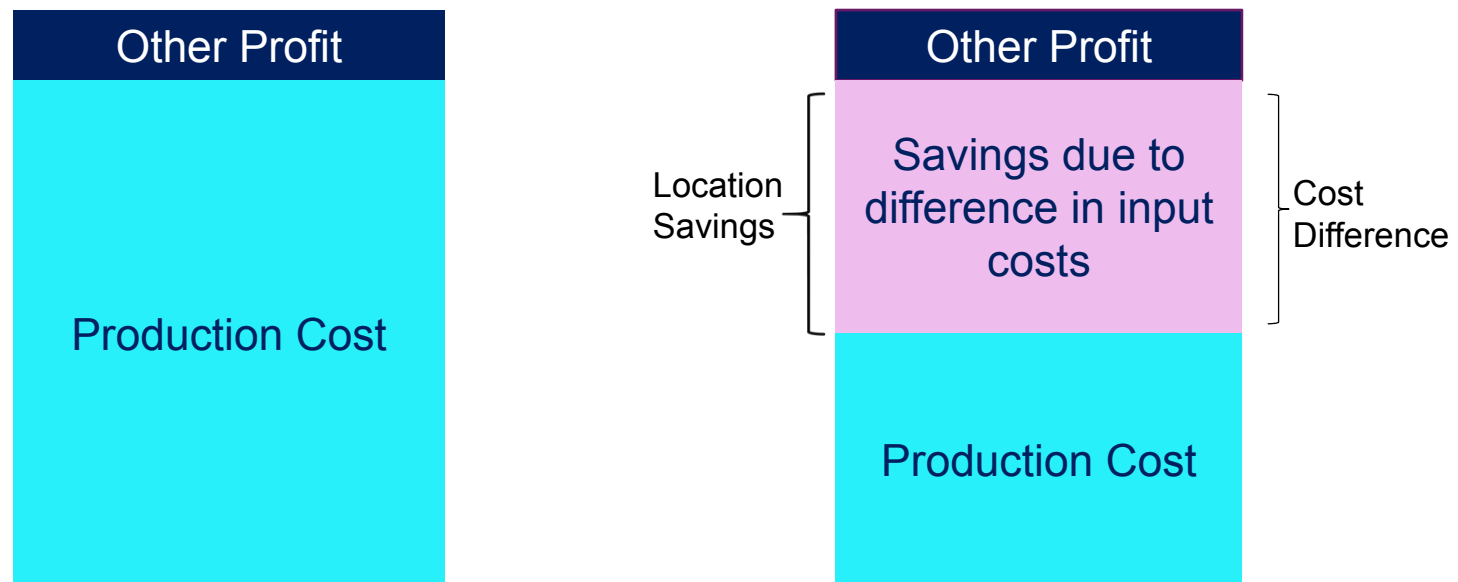 Other Profit
Production Cost
Other Profit
Location
Savings
Savings due to
difference in input
costs
Cost
Difference
Production Cost